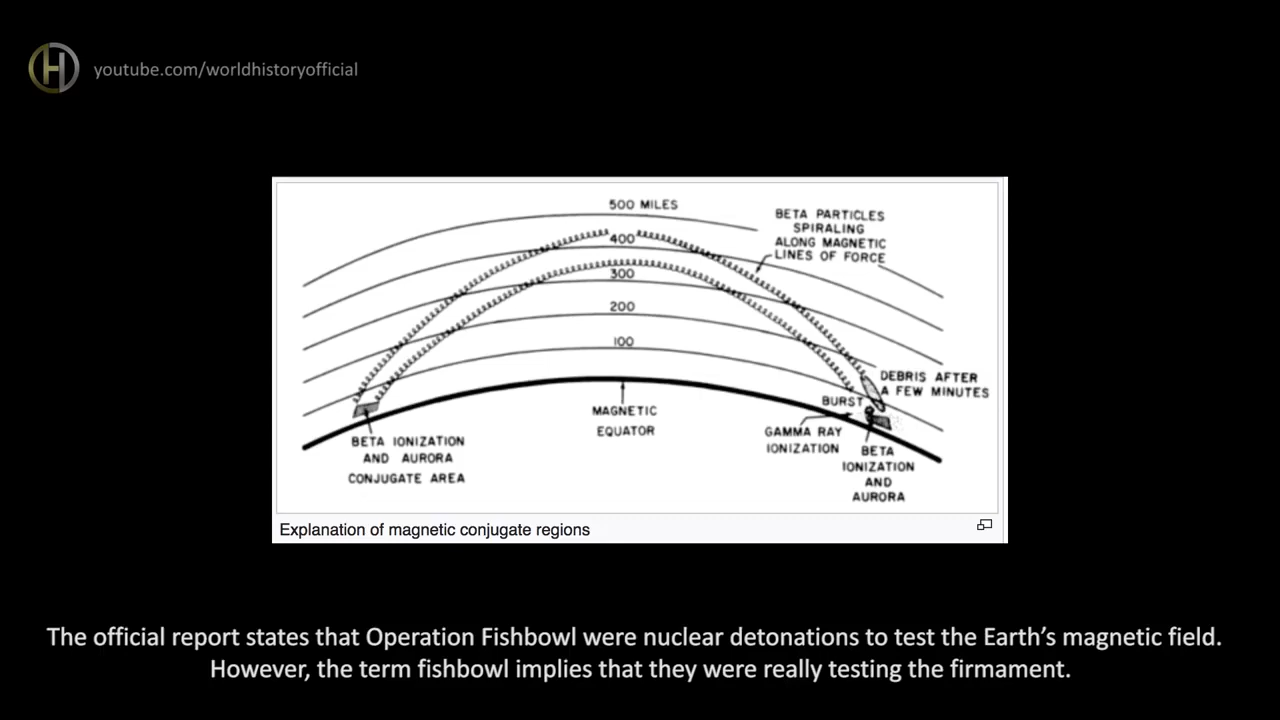 H
youtube.com/worldhistoryofficial
500 MILES
400
300
200
100
BETA PARTICLES
SPIRALING
ALONG MAGNETIC
LINES OF FORCE
DEBRIS AFTER
A FEW MINUTES
BURST
MAGNETIC
EQUATOR
GAMMA RAY
IONIZATION
BETA
IONIZATION
AND
AURORA
BETA IONIZATION
AND AURORA
CONJUGATE AREA
Explanation of magnetic conjugate regions
The official report states that Operation Fishbowl were nuclear detonations to test the Earth's magnetic field.
However, the term fishbowl implies that they were really testing the firmament.